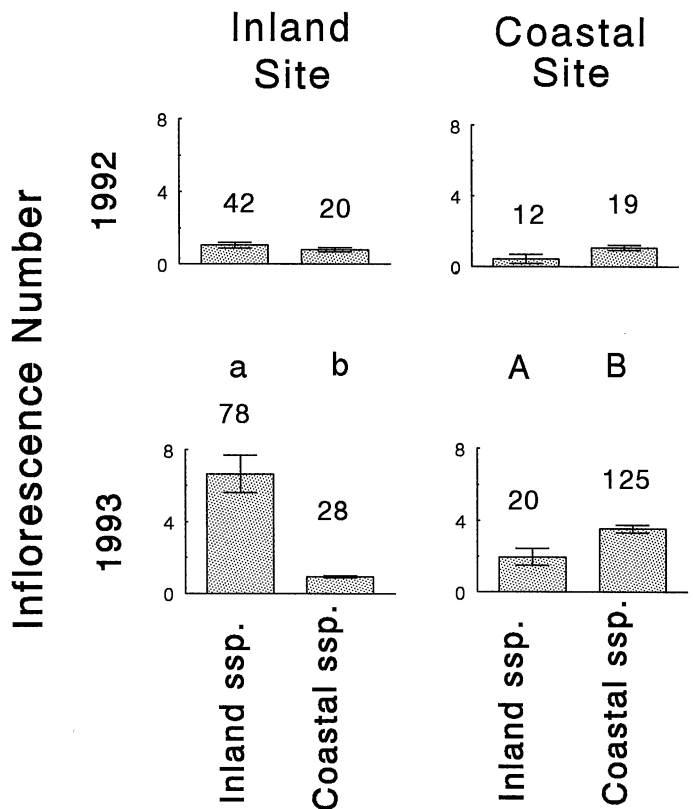 Inland
Site
Coastal
Site
Inflorescence Number
1992
8
4
0
42
20
8
4
0
12
19
1993
a
b
78
28
8
4
0
A
B
20
125
8
4
0
Inland ssp.
Coastal ssp.
Inland ssp.
Coastal ssp.